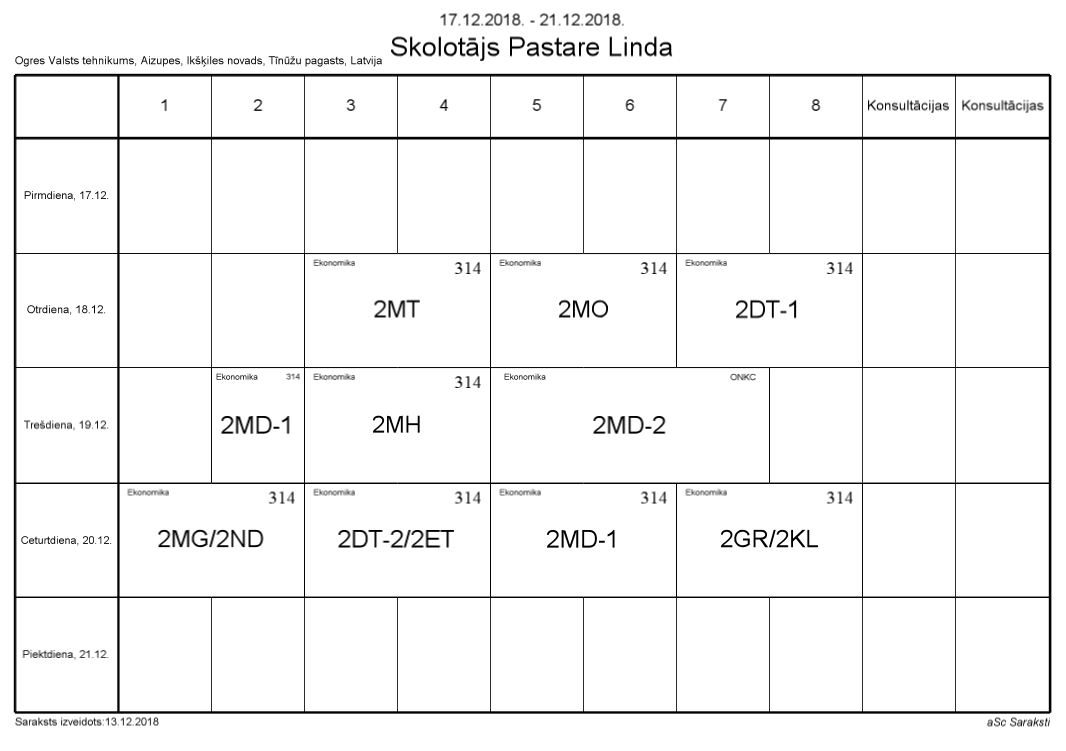 17.12.2018. - 21.12.2018.
Skolotājs Pastare Linda
Ogres Valsts tehnikums, Aizupes, Ikšķiles novads, Tīnūžu pagasts, Latvija
1 2 3 4 5 6 7 8 Konsultācijas Konsultācijas
Pirmdiena, 17.12.
Ekonomika 314 Ekonomika 314 Ekonomika 314
Otrdiena, 18.12. 2MT 2MO 2DT-1
Ekonomika 314 Ekonomika 314 Ekonomika ONKC
Trešdiena, 19.12. 2MD-1 2MH 2MD-2
Ekonomika 314 Ekonomika 314 Ekonomika 314 Ekonomika 314
Ceturtdiena, 20.12. 2MG/2ND 2DT-2/2ET 2MD-1 2GR/2KL
Piektdiena, 21.12.
Saraksts izveidots:13.12.2018 aSc Saraksti